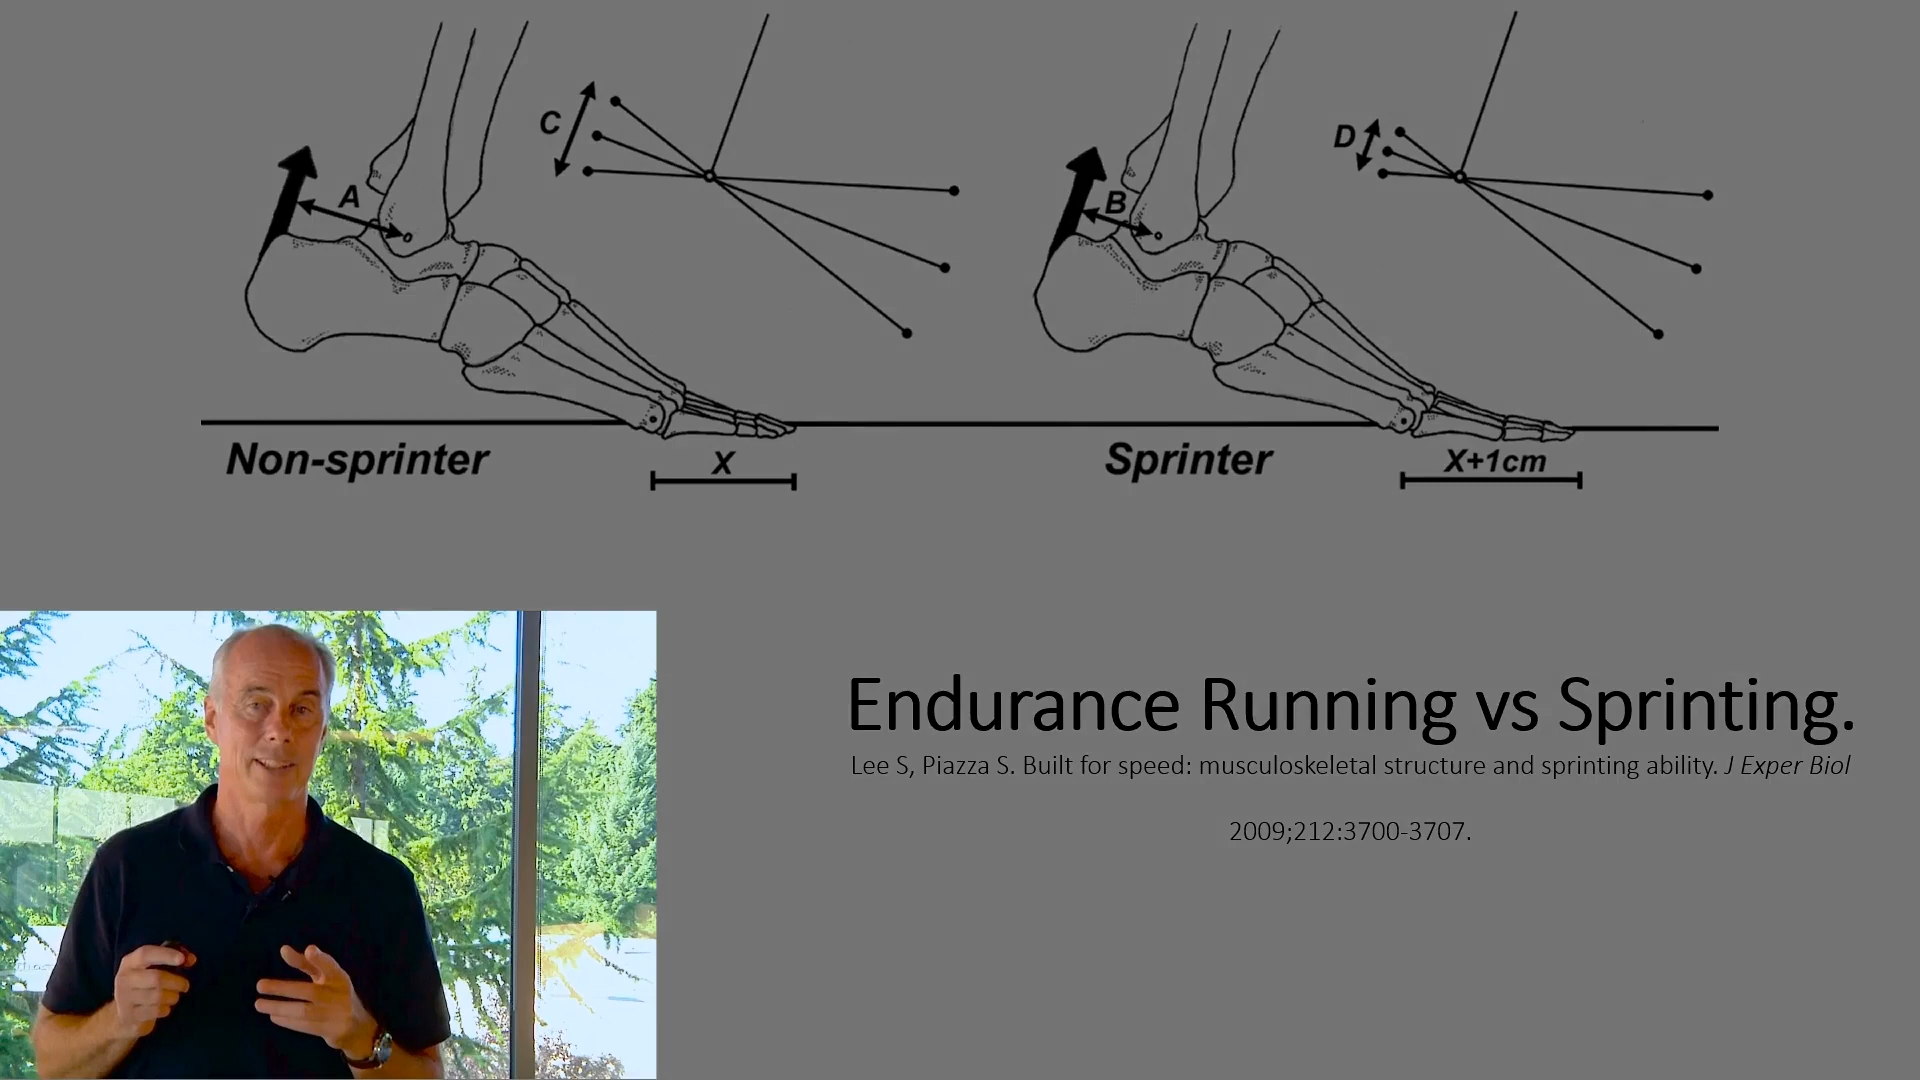 C
D
A
B
Non-sprinter
X
Sprinter
X+1cm
Endurance Running vs Sprinting.
Lee S, Piazza S. Built for speed: musculoskeletal structure and sprinting ability. J Exper Biol
2009;212:3700-3707.